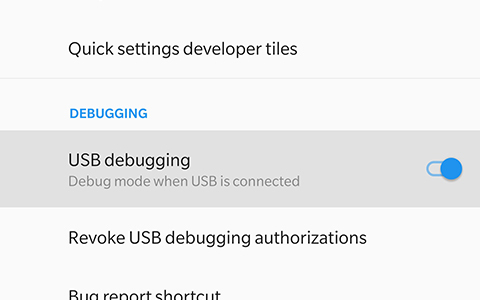 Quick settings developer tiles
DEBUGGING
USB debugging
Debug mode when USB is connected
Revoke USB debugging authorizations
Bug report shortcut